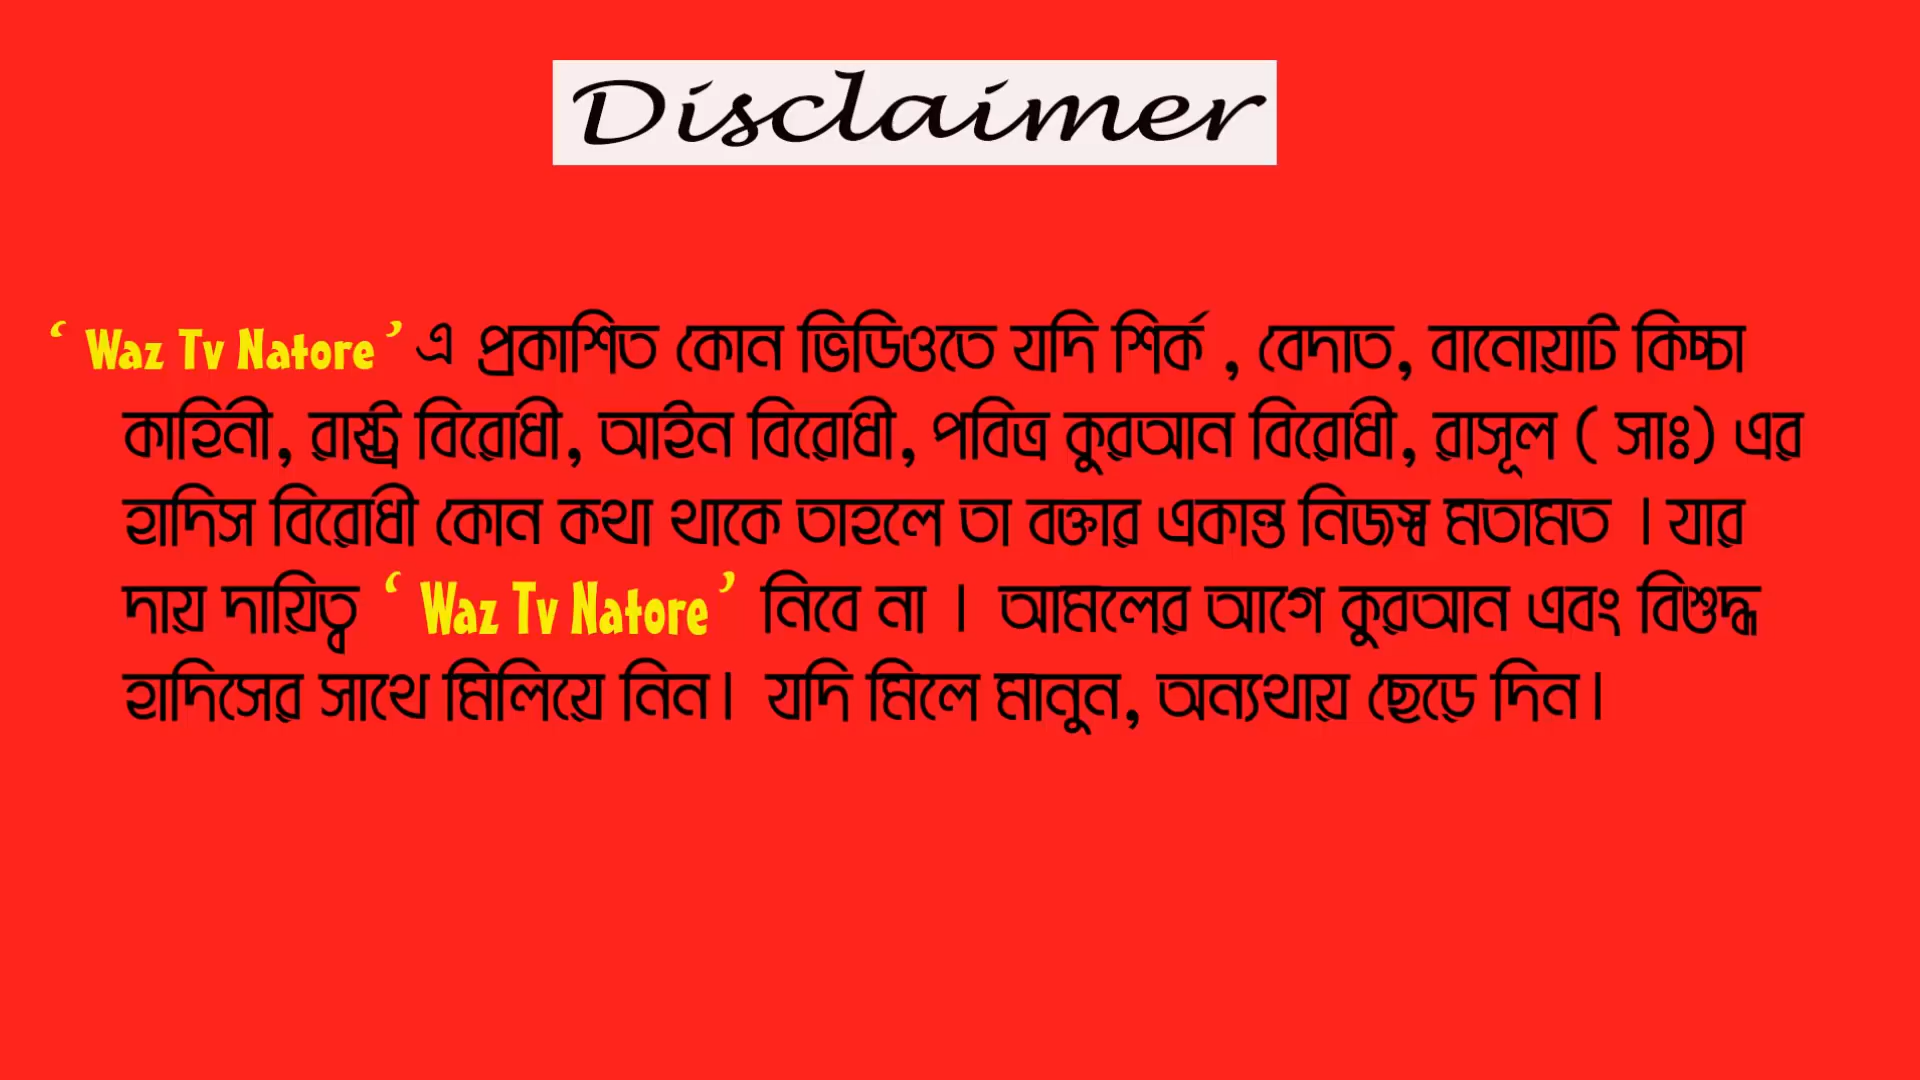 Disclaimer
‘ Waz Tv Natore ’ এ প্রকাশিত কোন ভিডিওতে যদি শির্ক , বেদাত, বানোয়াট কিচ্চা
কাহিনী, রাষ্ট্র বিরোধী, আইন বিরোধী, পবিত্র কুরআন বিরোধী, রাসূল ( সাঃ) এর
হাদিস বিরোধী কোন কথা থাকে তাহলে তা বক্তার একান্ত নিজস্ব মতামত । যার
দায় দায়িত্ব ‘ Waz Tv Natore ’ নিবে না । আমলের আগে কুরআন এবং বিশুদ্ধ
হাদিসের সাথে মিলিয়ে নিন। যদি মিলে মানুন, অন্যথায় ছেড়ে দিন।